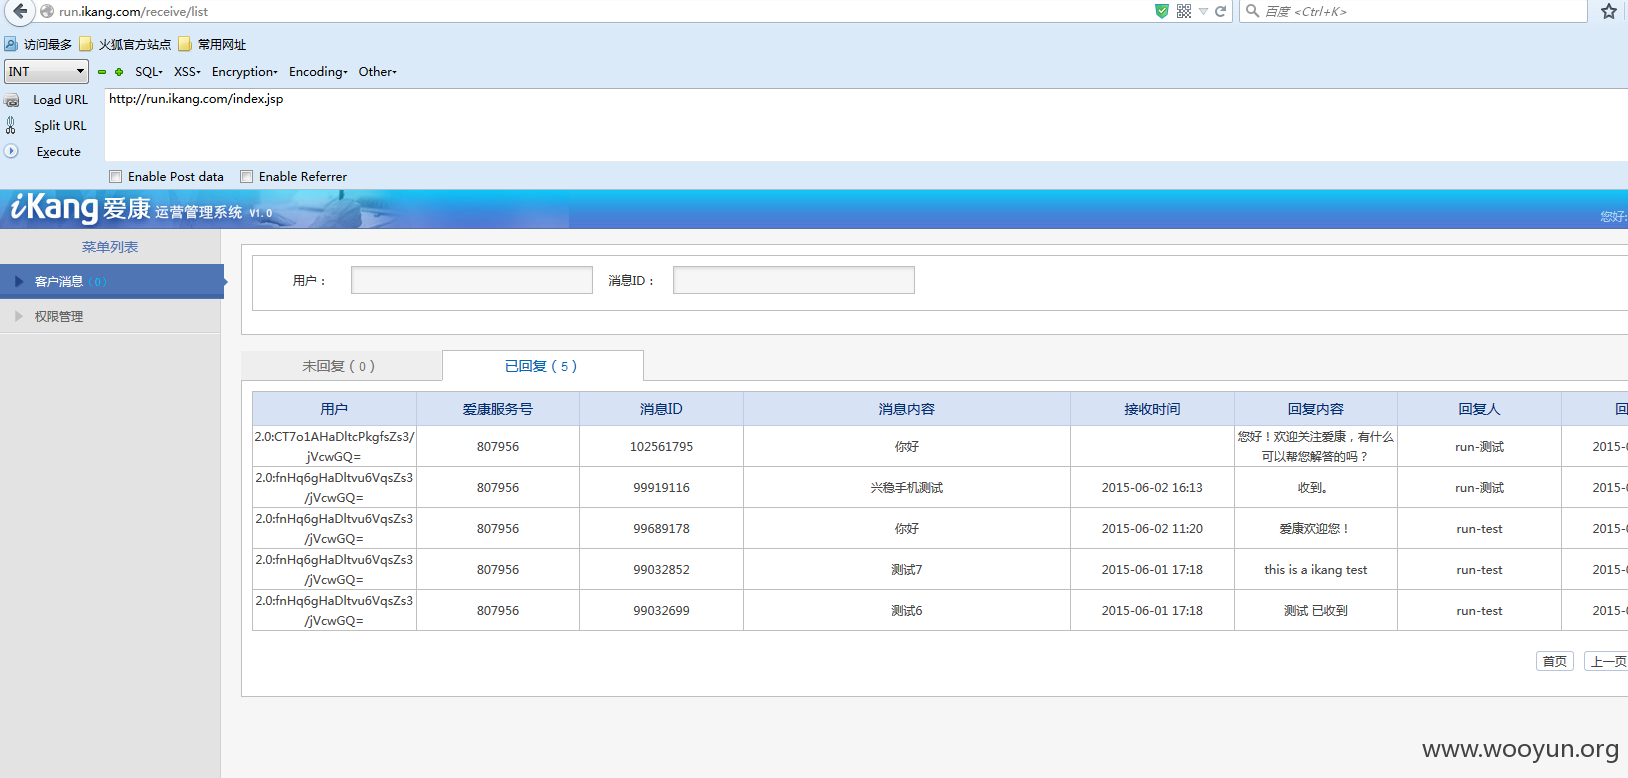 run.ikang.com/receive/list
百度 <Ctrl+K>
访问最多 火狐官方站点 常用网址
INT SQL XSS Encryption Encoding Other
Load URL http://run.ikang.com/index.jsp
Split URL
Execute
Enable Post data Enable Referrer
iKang 爱康 运营管理系统 V1.0
您好:
菜单列表
客户消息 (0)
权限管理
用户： 消息ID：
未回复 ( 0 ) 已回复 ( 5 )
用户 爱康服务号 消息ID 消息内容 接收时间 回复内容 回复人 回
2.0:CT7o1AHaDltcPkgfsZs3/ 807956 102561795 你好 您好！欢迎关注爱康，有什么 run-测试 2015-0
jVcwGQ= 可以帮您解答的吗？
2.0:fnHq6gHaDltvu6VqsZs3 807956 99919116 兴稳手机测试 2015-06-02 16:13 收到。 run-测试 2015-0
/jVcwGQ=
2.0:fnHq6gHaDltvu6VqsZs3 807956 99689178 你好 2015-06-02 11:20 爱康欢迎您！ run-test 2015-0
/jVcwGQ=
2.0:fnHq6gHaDltvu6VqsZs3 807956 99032852 测试7 2015-06-01 17:18 this is a ikang test run-test 2015-0
/jVcwGQ=
2.0:fnHq6gHaDltvu6VqsZs3 807956 99032699 测试6 2015-06-01 17:18 测试 已收到 run-test 2015-0
/jVcwGQ=
首页 上一页
www.wooyun.org